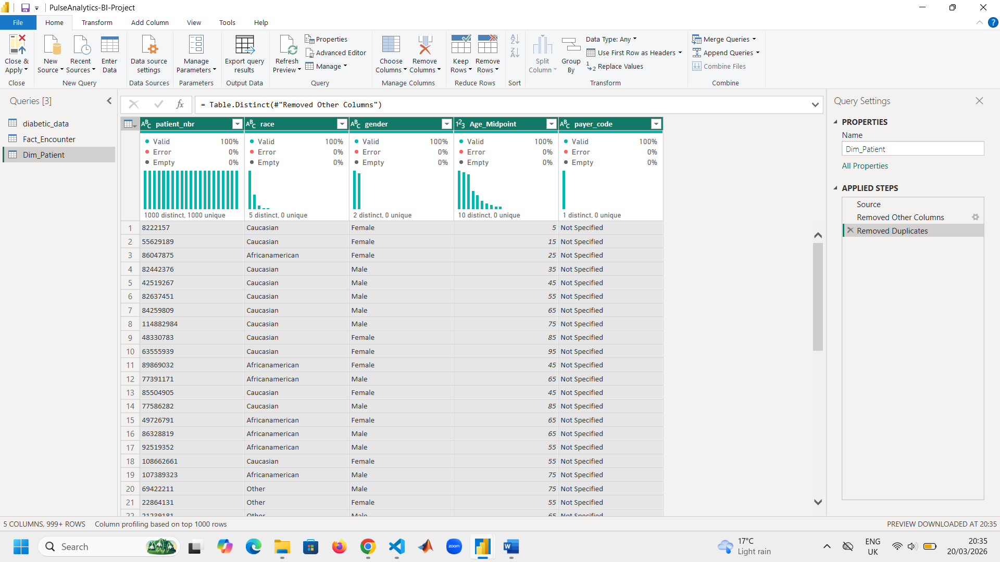 PulseAnalytics-BI-Project
File Home Transform Add Column View Tools Help
Close & Apply
Close
New Source
Recent Sources
Enter Data
New Query
Data source settings
Data Sources
Manage Parameters
Parameters
Export query results
Output Data
Refresh Preview
Properties
Advanced Editor
Manage
Query
Choose Columns
Remove Columns
Manage Columns
Keep Rows
Remove Rows
Reduce Rows
Sort
Split Column
Group By
Data Type: Any
Use First Row as Headers
Replace Values
Transform
Merge Queries
Append Queries
Combine Files
Combine
Queries [3]
diabetic_data
Fact_Encounter
Dim_Patient
fx = Table.Distinct(#"Removed Other Columns")
patient_nbr race gender Age_Midpoint payer_code
Valid 100% Valid 100% Valid 100% Valid 100% Valid 100%
Error 0% Error 0% Error 0% Error 0% Error 0%
Empty 0% Empty 0% Empty 0% Empty 0% Empty 0%
1000 distinct, 1000 unique 5 distinct, 0 unique 2 distinct, 0 unique 10 distinct, 0 unique 1 distinct, 0 unique
1 8222157 Caucasian Female 5 Not Specified
2 55629189 Caucasian Female 15 Not Specified
3 86047875 Africanamerican Female 25 Not Specified
4 82442376 Caucasian Male 35 Not Specified
5 42519267 Caucasian Male 45 Not Specified
6 82637451 Caucasian Male 55 Not Specified
7 84259809 Caucasian Male 65 Not Specified
8 114882984 Caucasian Male 75 Not Specified
9 48330783 Caucasian Female 85 Not Specified
10 63555939 Caucasian Female 95 Not Specified
11 89869032 Africanamerican Female 45 Not Specified
12 77391171 Africanamerican Male 65 Not Specified
13 85504905 Caucasian Female 45 Not Specified
14 77586282 Caucasian Male 85 Not Specified
15 49726791 Africanamerican Female 65 Not Specified
16 86328819 Africanamerican Male 65 Not Specified
17 92519352 Africanamerican Male 55 Not Specified
18 108662661 Caucasian Female 55 Not Specified
19 107389323 Africanamerican Male 75 Not Specified
20 69422211 Other Male 75 Not Specified
21 22864131 Other Female 55 Not Specified
22 21239181 Other Male 65 Not Specified
Query Settings
PROPERTIES
Name
Dim_Patient
All Properties
APPLIED STEPS
Source
Removed Other Columns
Removed Duplicates
5 COLUMNS, 999+ ROWS Column profiling based on top 1000 rows PREVIEW DOWNLOADED AT 20:35
Search
zoom
17°C
Light rain
ENG
UK
20:35
20/03/2026